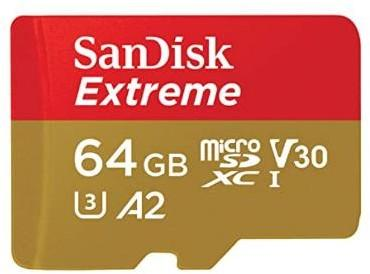 SanDisk
Extreme
64 GB micro SD XC I V30
U3 A2